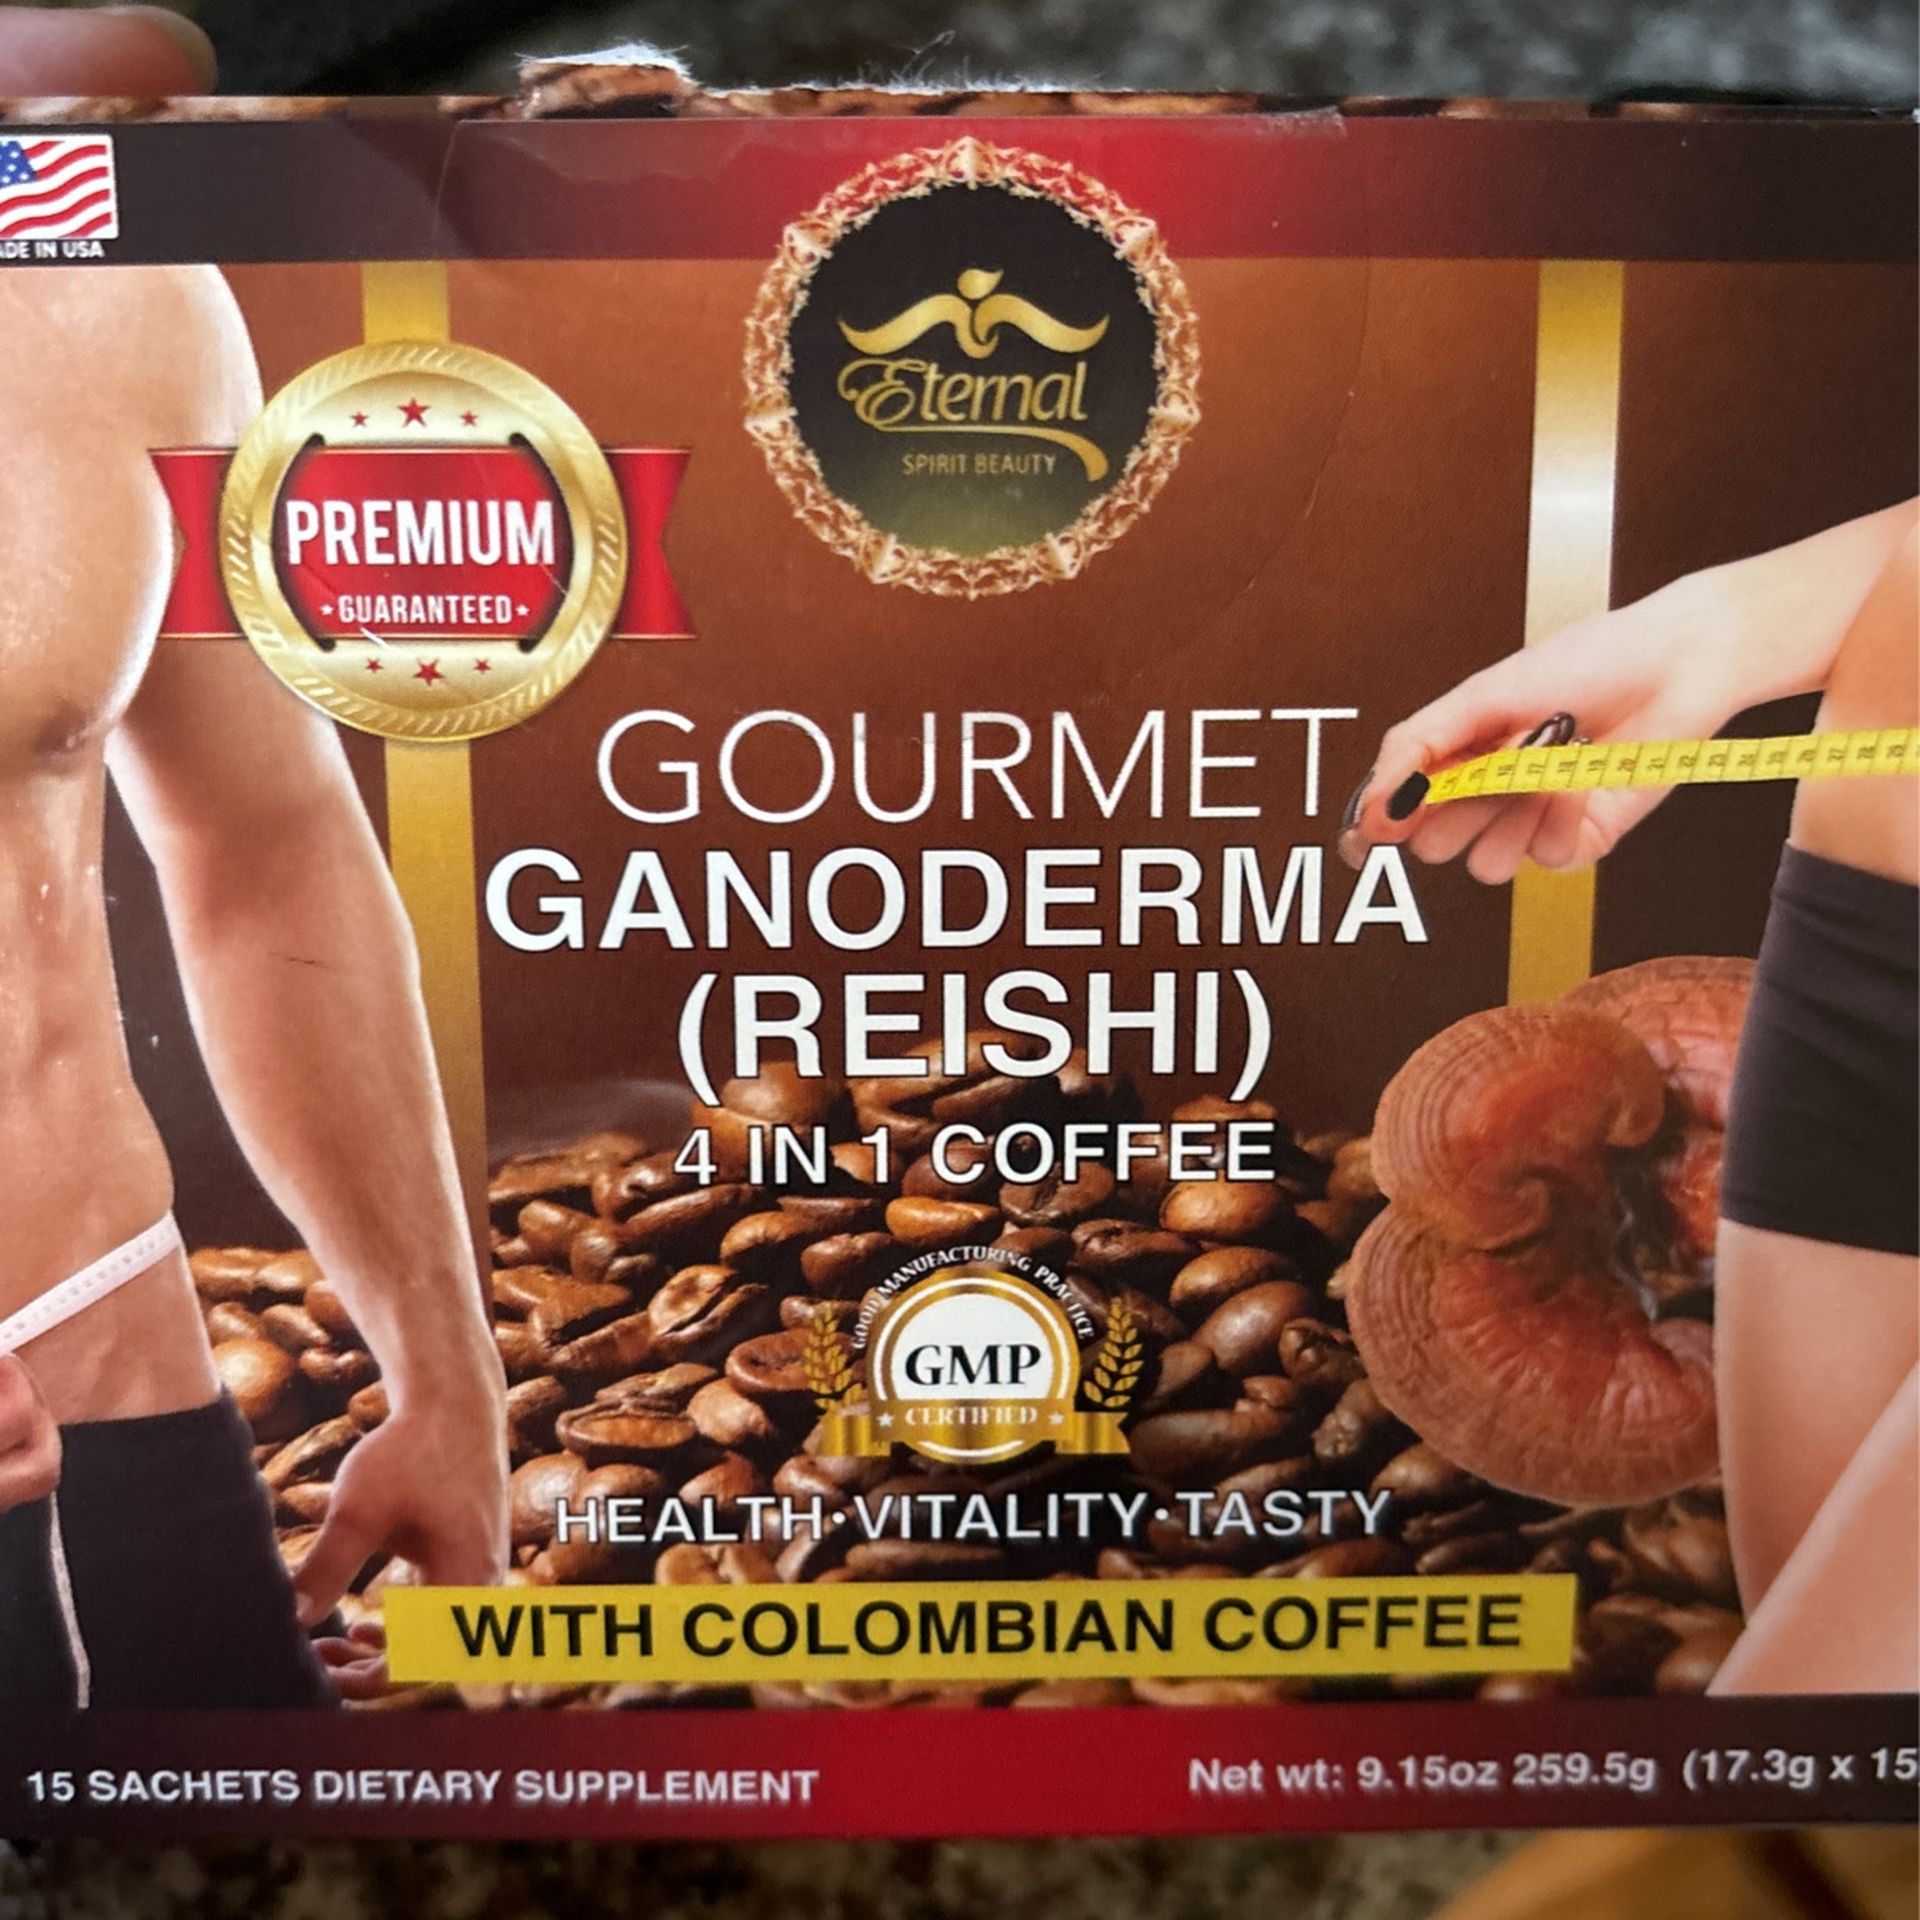 MADE IN USA
Eternal
SPIRIT BEAUTY
PREMIUM
GUARANTEED
GOURMET
GANODERMA
(REISHI)
4 IN 1 COFFEE
GOOD MANUFACTURING PRACTICE
GMP
CERTIFIED
HEALTH·VITALITY·TASTY
WITH COLOMBIAN COFFEE
15 SACHETS DIETARY SUPPLEMENT
Net wt: 9.15oz 259.5g (17.3g x 15